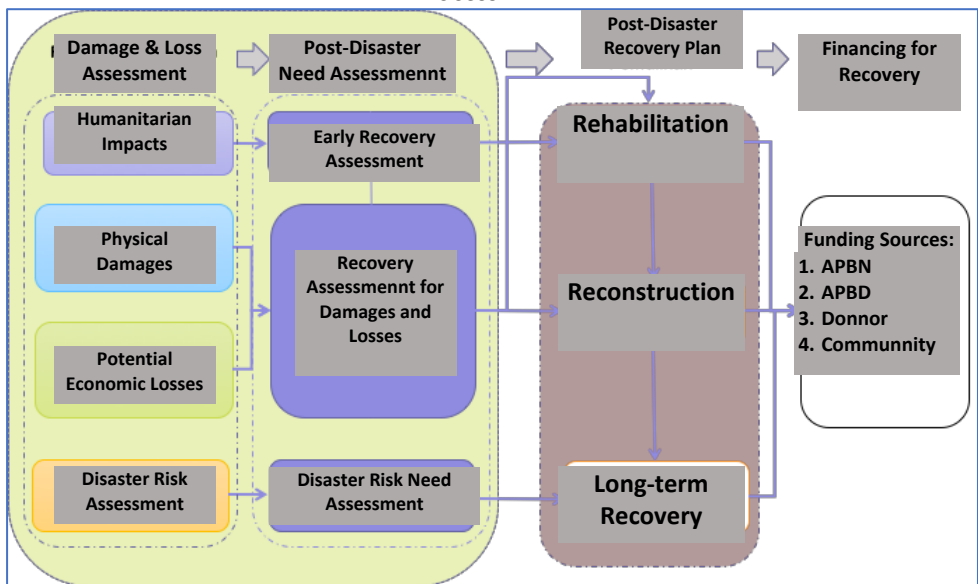 Damage & Loss
Assessment
Post-Disaster
Need Assessmennt
Post-Disaster
Recovery Plan
Financing for
Recovery
Humanitarian
Impacts
Early Recovery
Assessment
Rehabilitation
Physical
Damages
Recovery
Assessmennt for
Damages and
Losses
Reconstruction
Funding Sources:
1. APBN
2. APBD
3. Donnor
4. Communnity
Potential
Economic Losses
Disaster Risk
Assessment
Disaster Risk Need
Assessment
Long-term
Recovery